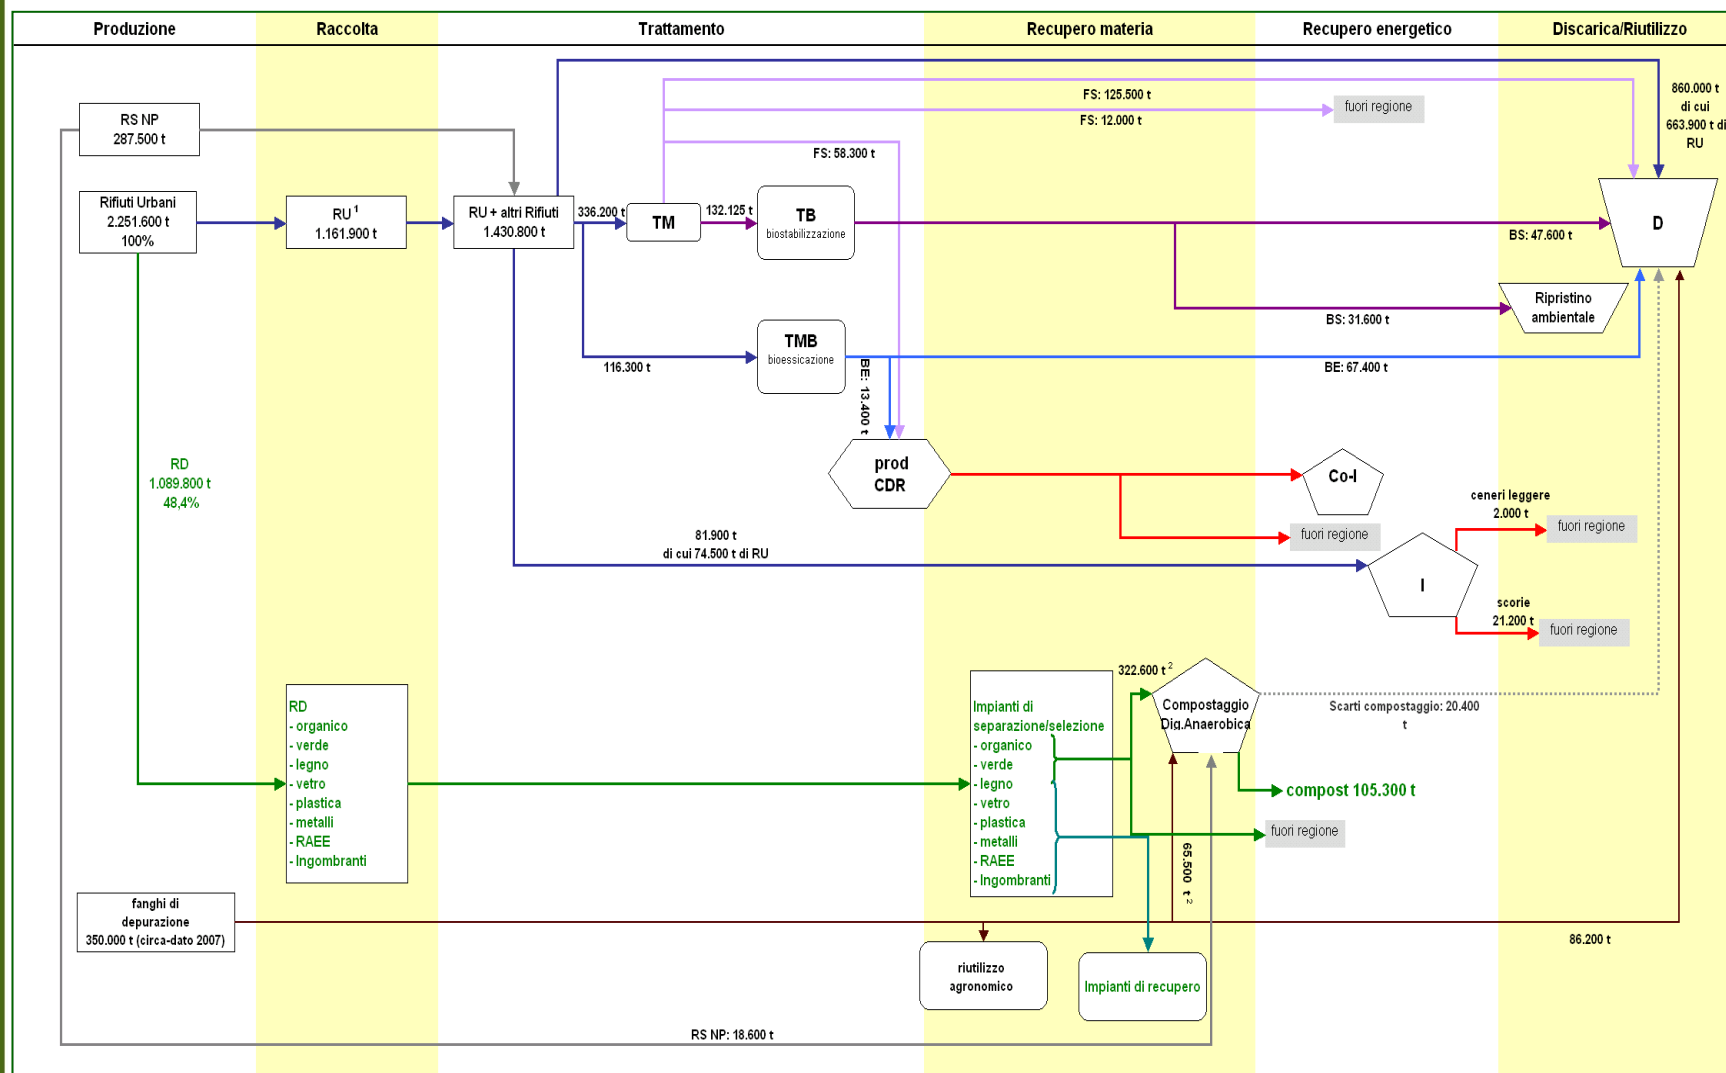 Produzione
Raccolta
Trattamento
Recupero materia
Recupero energetico
Discarica/Riutilizzo
RS NP
287.500 t
FS: 125.500 t
fuori regione
FS: 12.000 t
FS: 58.300 t
860.000 t
di cui
663.900 t di
RU
Rifiuti Urbani
2.251.600 t
100%
RU 1
1.161.900 t
RU + altri Rifiuti
1.430.800 t
336.200 t
TM
132.125 t
TB
biostabilizzazione
BS: 47.600 t
D
Ripristino
ambientale
BS: 31.600 t
TMB
bioessicazione
116.300 t
BE: 13.400 t
BE: 67.400 t
prod
CDR
Co-I
fuori regione
RD
1.089.800 t
48,4%
81.900 t
di cui 74.500 t di RU
I
ceneri leggere
2.000 t
fuori regione
scorie
21.200 t
fuori regione
RD
- organico
- verde
- legno
- vetro
- plastica
- metalli
- RAEE
- Ingombranti
Impianti di
separazione/selezione
- organico
- verde
- legno
- vetro
- plastica
- metalli
- RAEE
- Ingombranti
322.600 t 2
Compostaggio
Dig.Anaerobica
Scarti compostaggio: 20.400
t
compost 105.300 t
fuori regione
65.500 t 2
fanghi di
depurazione
350.000 t (circa-dato 2007)
86.200 t
riutilizzo
agronomico
Impianti di recupero
RS NP: 18.600 t